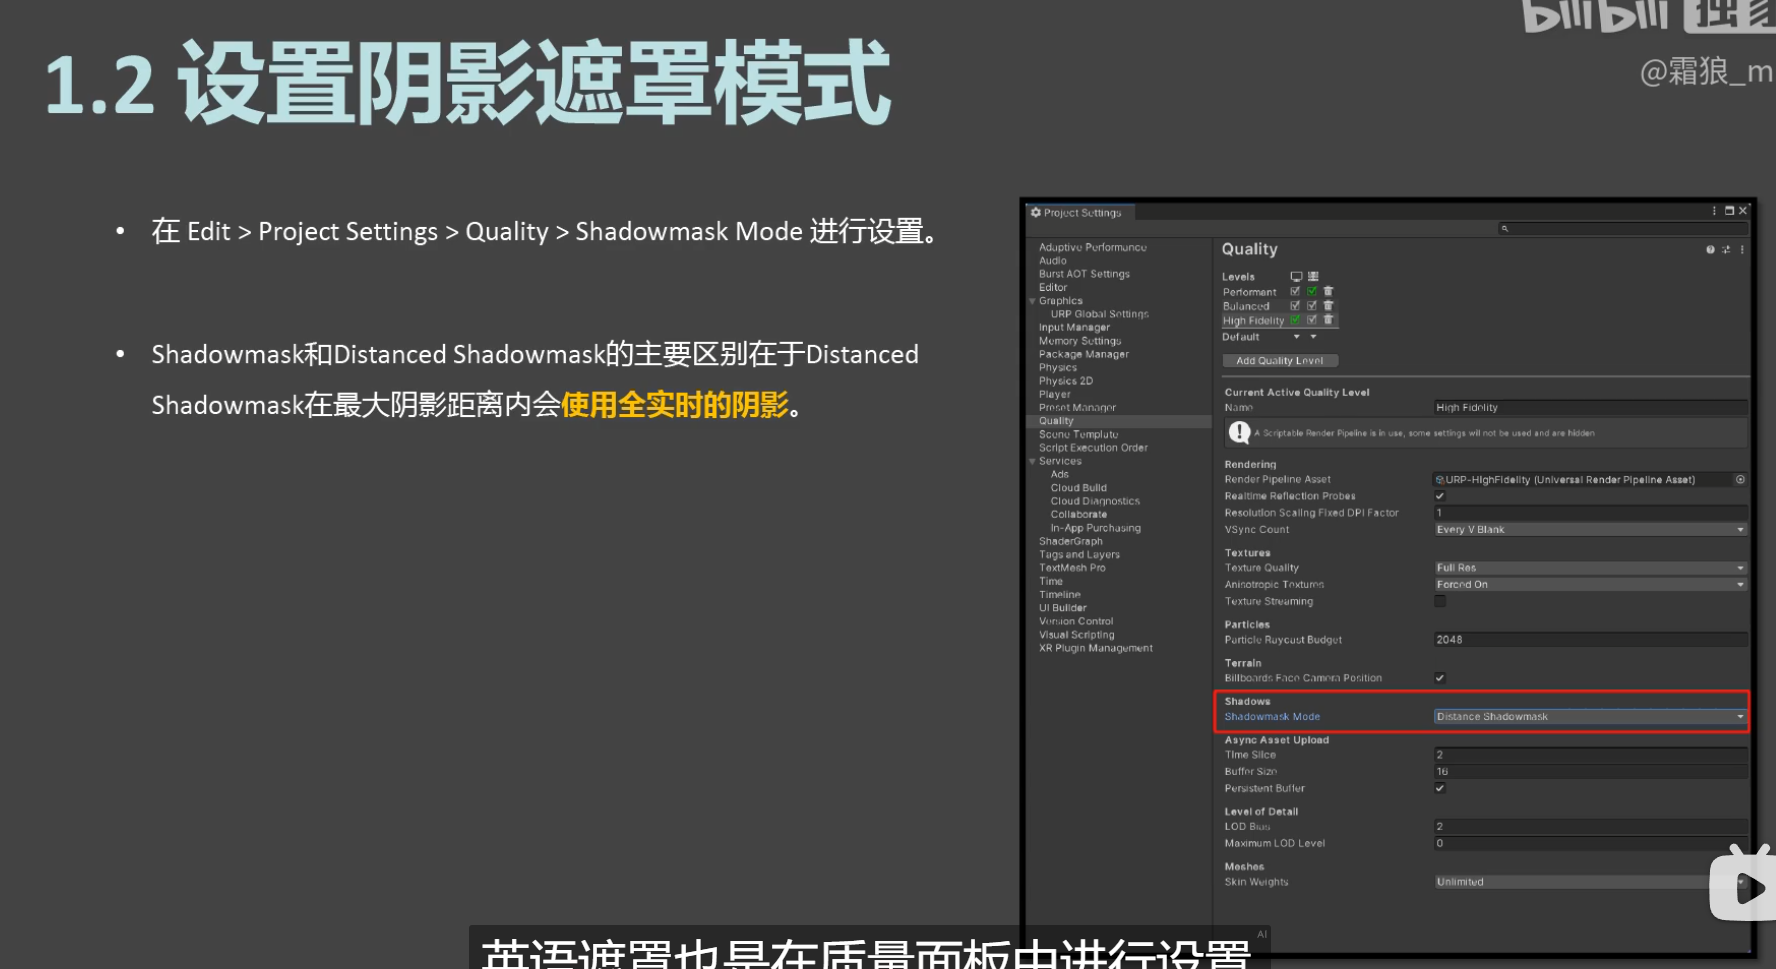 bilibili 独
@霜狼_m
1.2 设置阴影遮罩模式
• 在 Edit > Project Settings > Quality > Shadowmask Mode 进行设置。
• Shadowmask和Distanced Shadowmask的主要区别在于Distanced
Shadowmask在最大阴影距离内会使用全实时的阴影。
Project Settings
Adaptive Performance
Audio
Burst AOT Settings
Editor
Graphics
URP Global Settings
Input Manager
Memory Settings
Package Manager
Physics
Physics 2D
Player
Preset Manager
Quality
Scene Template
Script Execution Order
Services
Ads
Cloud Build
Cloud Diagnostics
Collaborate
In-App Purchasing
ShaderGraph
Tags and Layers
TextMesh Pro
Time
Timeline
UI Builder
Version Control
Visual Scripting
XR Plugin Management
Quality
Levels
Performant
Balanced
High Fidelity
Default
Add Quality Level
Current Active Quality Level
Name High Fidelity
A Scriptable Render Pipeline is in use, some settings will not be used and are hidden
Rendering
Render Pipeline Asset URP-HighFidelity (Universal Render Pipeline Asset)
Realtime Reflection Probes
Resolution Scaling Fixed DPI Factor 1
VSync Count Every V Blank
Textures
Texture Quality Full Res
Anisotropic Textures Forced On
Texture Streaming
Particles
Particle Raycast Budget 2048
Terrain
Billboards Face Camera Position
Shadows
Shadowmask Mode Distance Shadowmask
Async Asset Upload
Time Slice 2
Buffer Size 16
Persistent Buffer
Level of Detail
LOD Bias 2
Maximum LOD Level 0
Meshes
Skin Weights Unlimited
AI
英语遮罩也是在质量面板中进行设置